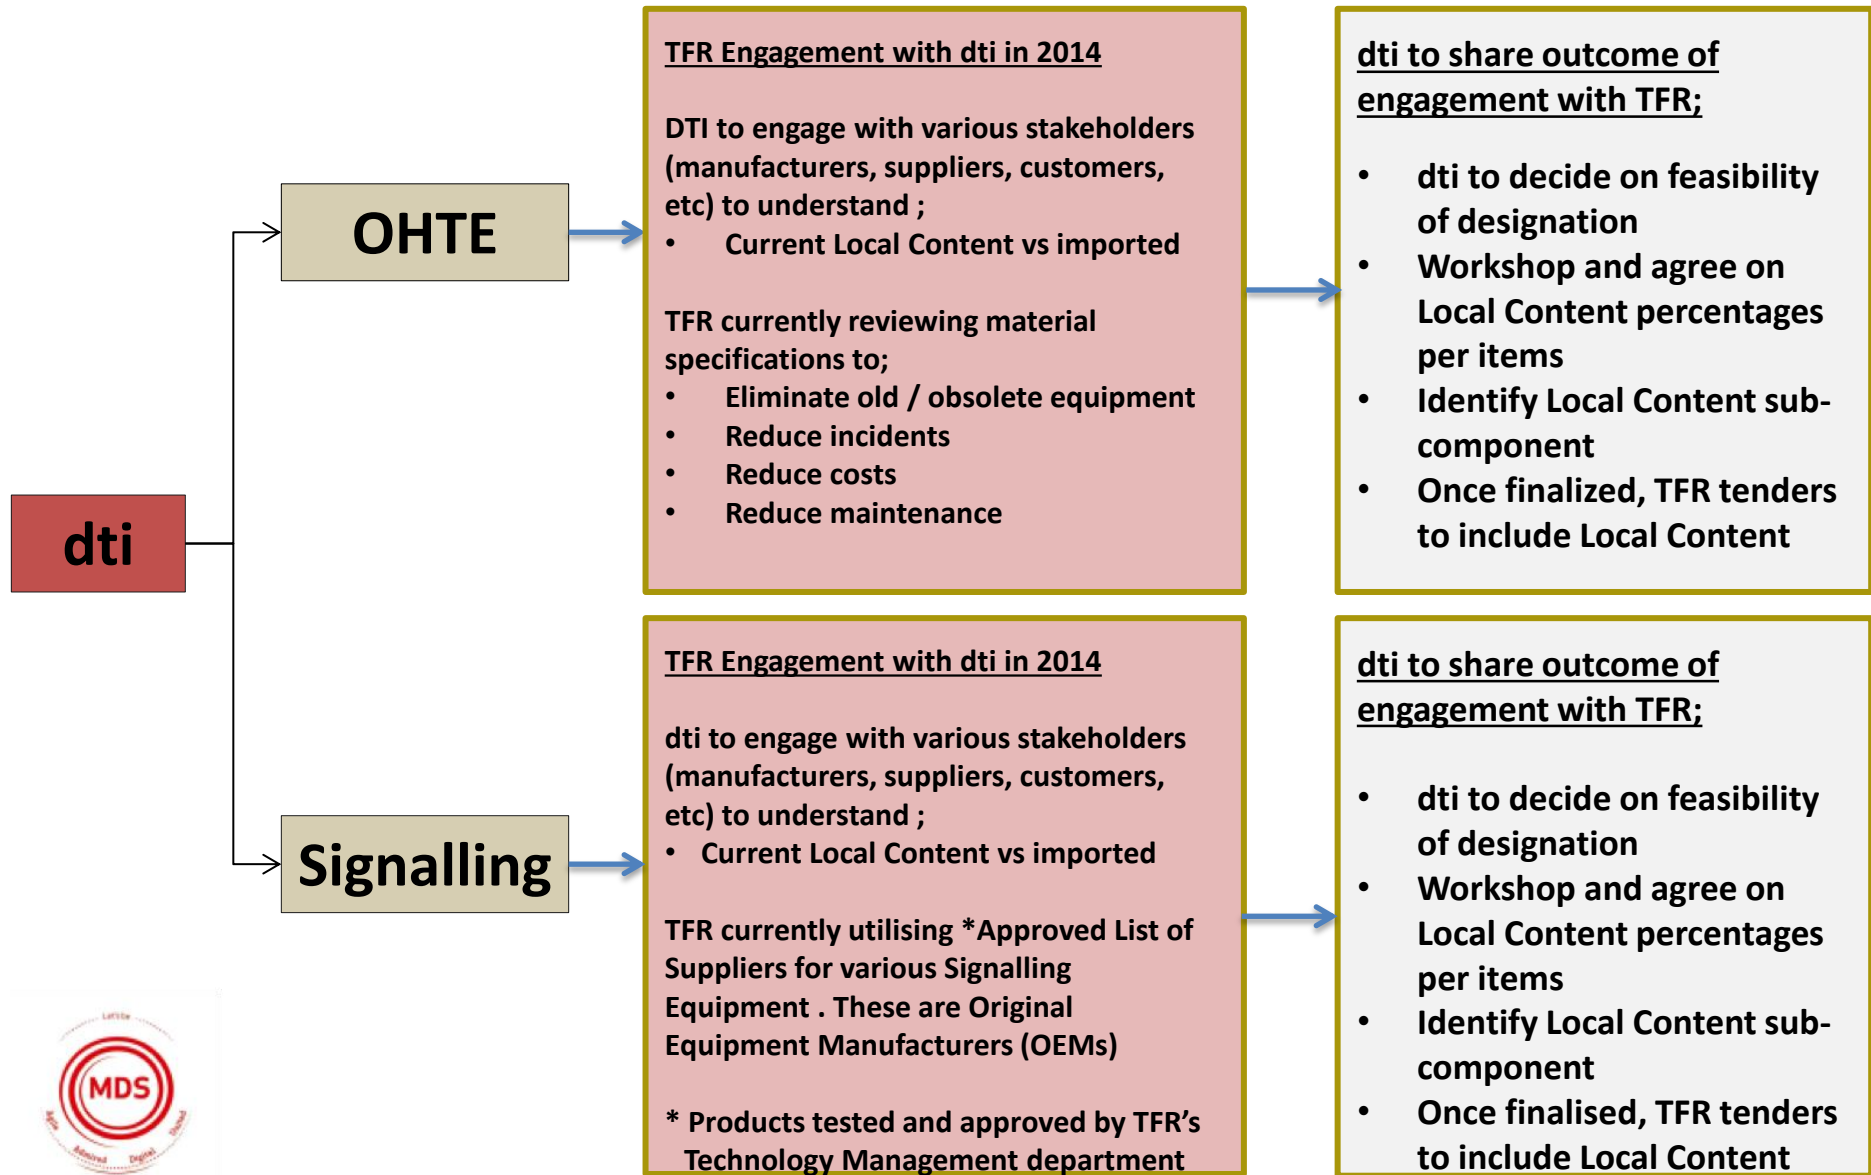 dti
OHTE
TFR Engagement with dti in 2014
DTI to engage with various stakeholders
(manufacturers, suppliers, customers,
etc) to understand ;
• Current Local Content vs imported
TFR currently reviewing material
specifications to;
• Eliminate old / obsolete equipment
• Reduce incidents
• Reduce costs
• Reduce maintenance
dti to share outcome of
engagement with TFR;
• dti to decide on feasibility
of designation
• Workshop and agree on
Local Content percentages
per items
• Identify Local Content sub-
component
• Once finalized, TFR tenders
to include Local Content
Signalling
TFR Engagement with dti in 2014
dti to engage with various stakeholders
(manufacturers, suppliers, customers,
etc) to understand ;
• Current Local Content vs imported
TFR currently utilising *Approved List of
Suppliers for various Signalling
Equipment . These are Original
Equipment Manufacturers (OEMs)
* Products tested and approved by TFR's
Technology Management department
dti to share outcome of
engagement with TFR;
• dti to decide on feasibility
of designation
• Workshop and agree on
Local Content percentages
per items
• Identify Local Content sub-
component
• Once finalised, TFR tenders
to include Local Content
MDS
Agile
Admired
Digital
United